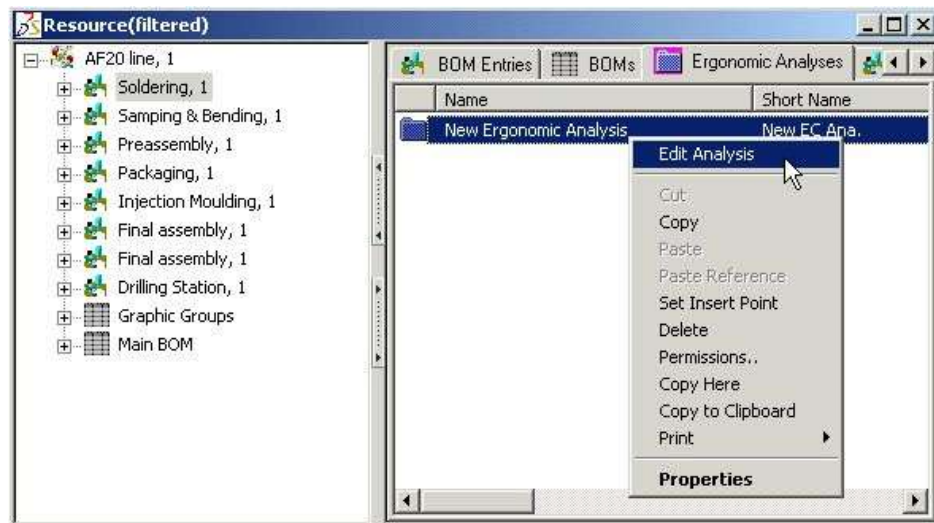 Resource(filtered)
AF20 line, 1
Soldering, 1
Samping & Bending, 1
Preassembly, 1
Packaging, 1
Injection Moulding, 1
Final assembly, 1
Final assembly, 1
Drilling Station, 1
Graphic Groups
Main BOM
BOM Entries
BOMs
Ergonomic Analyses
Name
Short Name
New Ergonomic Analysis
New EC Ana.
Edit Analysis
Cut
Copy
Paste
Paste Reference
Set Insert Point
Delete
Permissions..
Copy Here
Copy to Clipboard
Print
Properties